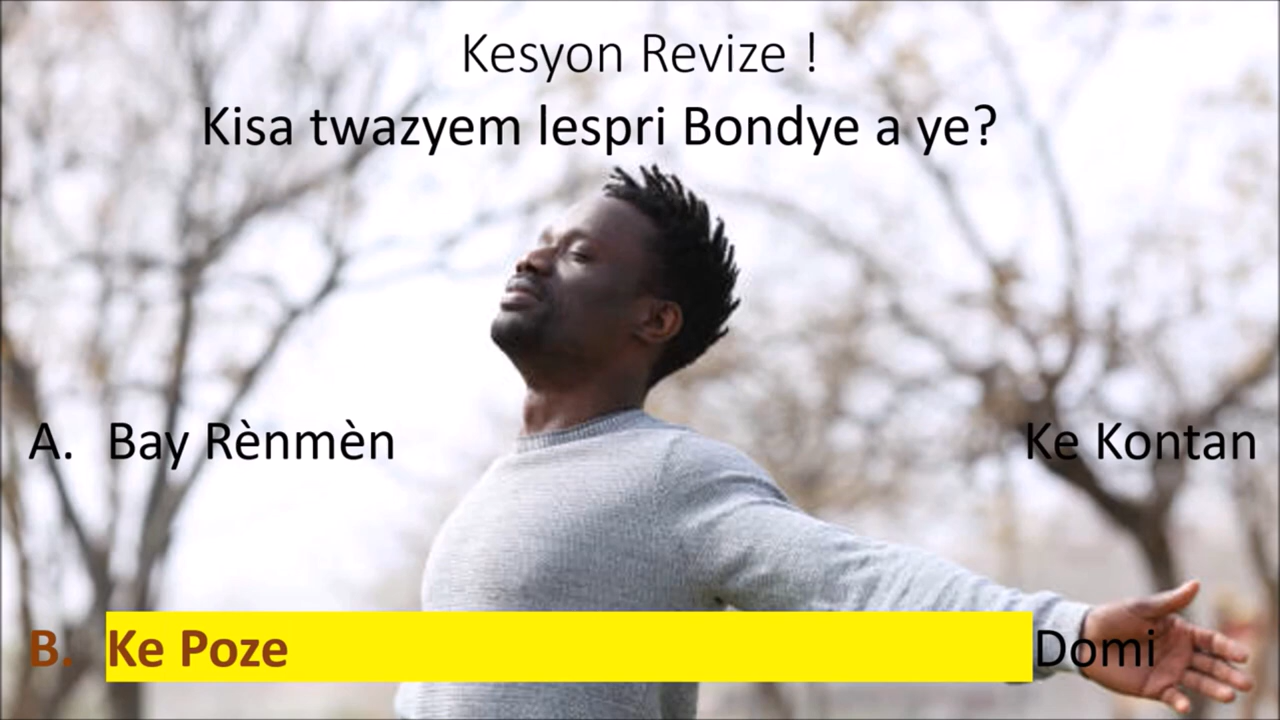 Kesyon Revize !
Kisa twazyem lespri Bondye a ye?
A. Bay Rènmèn
Ke Kontan
B. Ke Poze
Domi